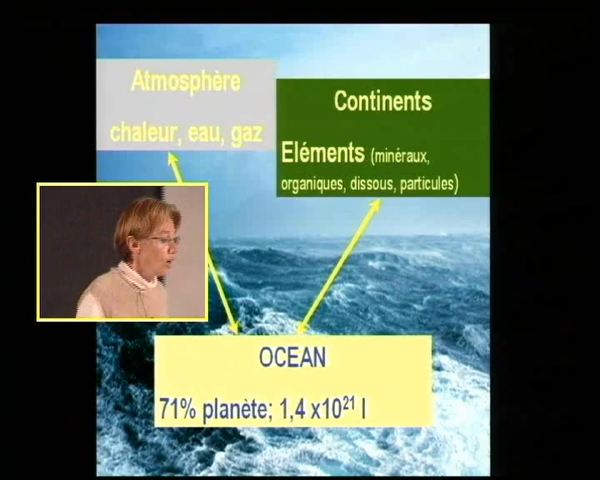 Atmosphère
chaleur, eau, gaz
Continents
Eléments (minéraux,
organiques, dissous, particules)
OCEAN
71% planète; 1,4 x10²¹ l